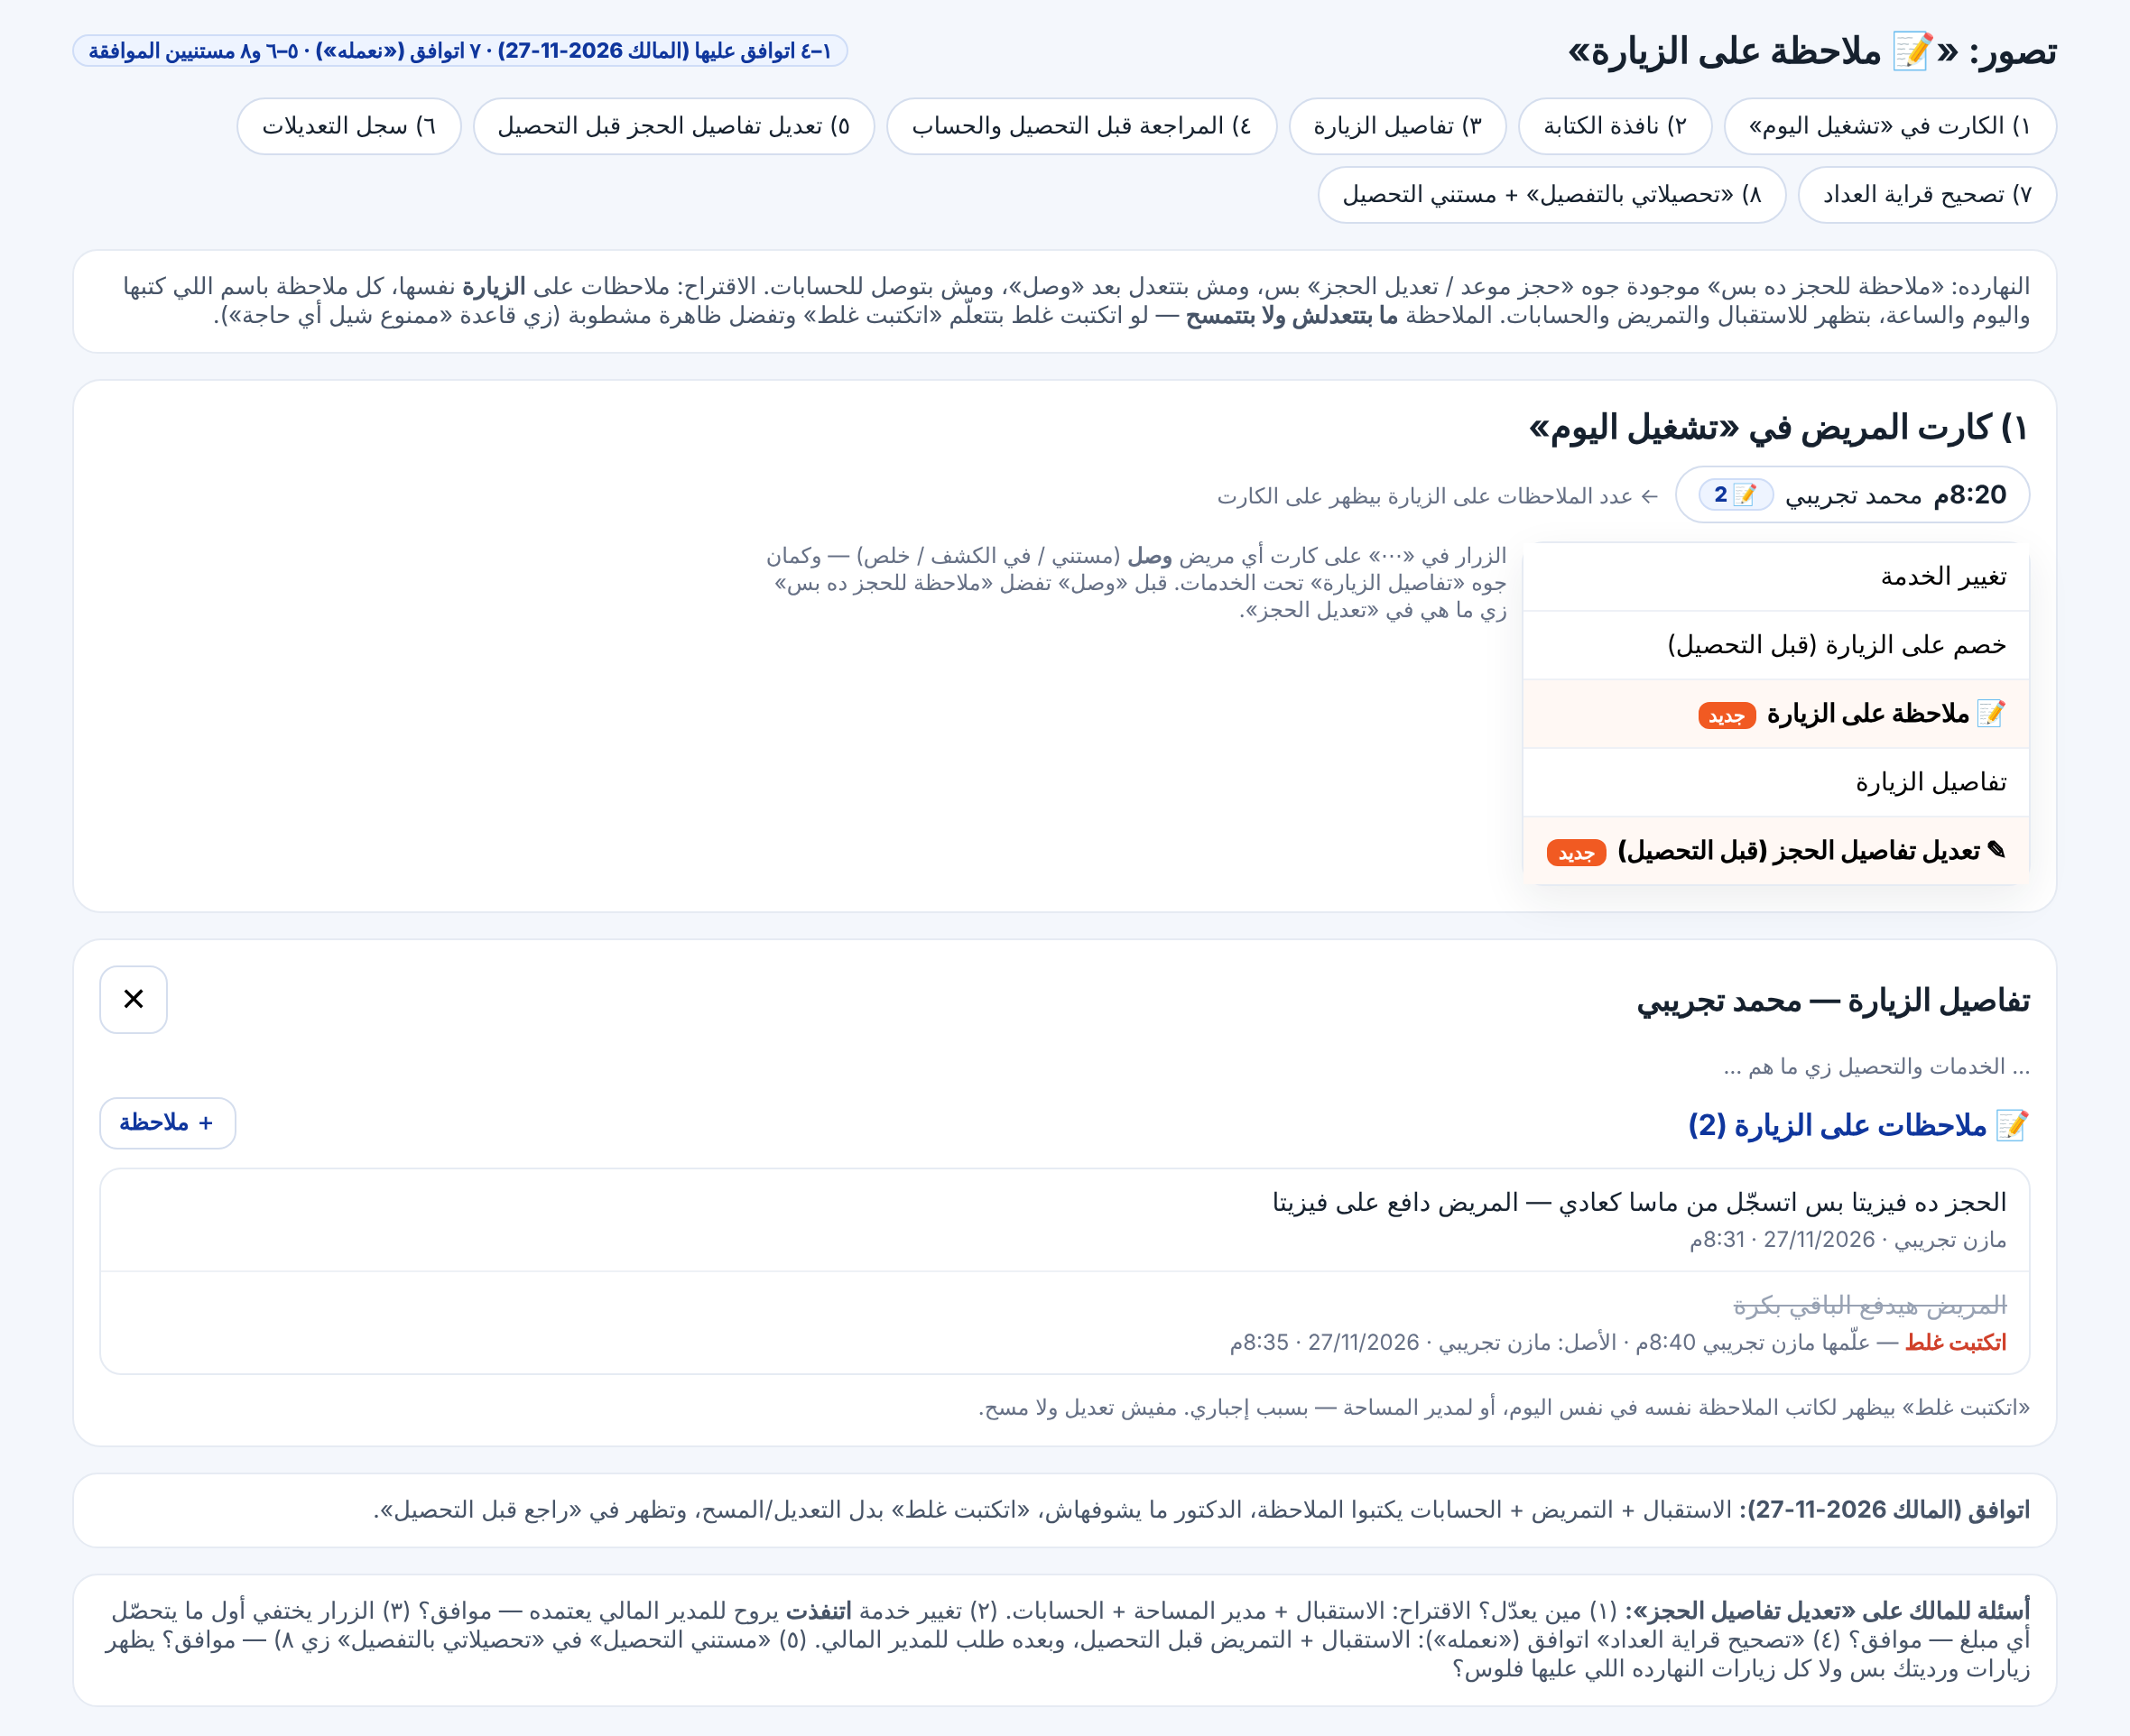 تصور: «📝 ملاحظة على الزيارة»
١–٤ اتوافق عليها (المالك 2026-11-27) · ٧ اتوافق («نعمله») · ٥–٦ و٨ مستنيين الموافقة
١) الكارت في «تشغيل اليوم»
٢) نافذة الكتابة
٣) تفاصيل الزيارة
٤) المراجعة قبل التحصيل والحساب
٥) تعديل تفاصيل الحجز قبل التحصيل
٦) سجل التعديلات
٧) تصحيح قراية العداد
٨) «تحصيلاتي بالتفصيل» + مستني التحصيل
النهارده: «ملاحظة للحجز ده بس» موجودة جوه «حجز موعد / تعديل الحجز» بس، ومش بتتعدل بعد «وصل»، ومش بتوصل للحسابات. الاقتراح: ملاحظات على الزيارة نفسها، كل ملاحظة باسم اللي كتبها
واليوم والساعة، بتظهر للاستقبال والتمريض والحسابات. الملاحظة ما بتتعدلش ولا بتتمسح — لو اتكتبت غلط بتتعلّم «اتكتبت غلط» وتفضل ظاهرة مشطوبة (زي قاعدة «ممنوع شيل أي حاجة»).
١) كارت المريض في «تشغيل اليوم»
8:20م محمد تجريبي 📝 2
← عدد الملاحظات على الزيارة بيظهر على الكارت
تغيير الخدمة
خصم على الزيارة (قبل التحصيل)
📝 ملاحظة على الزيارة جديد
تفاصيل الزيارة
✎ تعديل تفاصيل الحجز (قبل التحصيل) جديد
الزرار في «⋯» على كارت أي مريض وصل (مستني / في الكشف / خلص) — وكمان
جوه «تفاصيل الزيارة» تحت الخدمات. قبل «وصل» تفضل «ملاحظة للحجز ده بس»
زي ما هي في «تعديل الحجز».
تفاصيل الزيارة — محمد تجريبي
✕
... الخدمات والتحصيل زي ما هم ...
📝 ملاحظات على الزيارة (2)
+ ملاحظة
الحجز ده فيزيتا بس اتسجّل من ماسا كعادي — المريض دافع على فيزيتا
مازن تجريبي · 27/11/2026 · 8:31م
المريض هيدفع الباقي بكرة
اتكتبت غلط — علّمها مازن تجريبي 8:40م · الأصل: مازن تجريبي · 27/11/2026 · 8:35م
«اتكتبت غلط» بيظهر لكاتب الملاحظة نفسه في نفس اليوم، أو لمدير المساحة — بسبب إجباري. مفيش تعديل ولا مسح.
اتوافق (المالك 2026-11-27): الاستقبال + التمريض + الحسابات يكتبوا الملاحظة، الدكتور ما يشوفهاش، «اتكتبت غلط» بدل التعديل/المسح، وتظهر في «راجع قبل التحصيل».
أسئلة للمالك على «تعديل تفاصيل الحجز»: (١) مين يعدّل؟ الاقتراح: الاستقبال + مدير المساحة + الحسابات. (٢) تغيير خدمة اتنفذت يروح للمدير المالي يعتمده — موافق؟ (٣) الزرار يختفي أول ما يتحصّل
أي مبلغ — موافق؟ (٤) «تصحيح قراية العداد» اتوافق («نعمله»): الاستقبال + التمريض قبل التحصيل، وبعده طلب للمدير المالي. (٥) «مستني التحصيل» في «تحصيلاتي بالتفصيل» زي ٨) — موافق؟ يظهر
زيارات ورديتك بس ولا كل زيارات النهارده اللي عليها فلوس؟